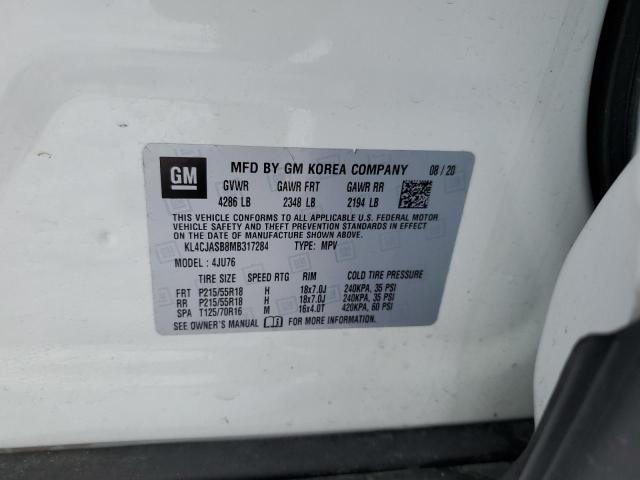 GM
MFD BY GM KOREA COMPANY 08/20
GVWR GAWR FRT GAWR RR
4286 LB 2348 LB 2194 LB
THIS VEHICLE CONFORMS TO ALL APPLICABLE U.S. FEDERAL MOTOR
VEHICLE SAFETY, BUMPER, AND THEFT PREVENTION STANDARDS IN EFFECT
ON THE DATE OF MANUFACTURE SHOWN ABOVE.
KL4CJASB8MB317284 TYPE: MPV
MODEL: 4JU76
TIRE SIZE SPEED RTG RIM COLD TIRE PRESSURE
FRT P215/55R18 H 18x7.0J 240KPA, 35 PSI
RR P215/55R18 H 18x7.0J 240KPA, 35 PSI
SPA T125/70R16 M 16x4.0T 420KPA, 60 PSI
SEE OWNER'S MANUAL FOR MORE INFORMATION.